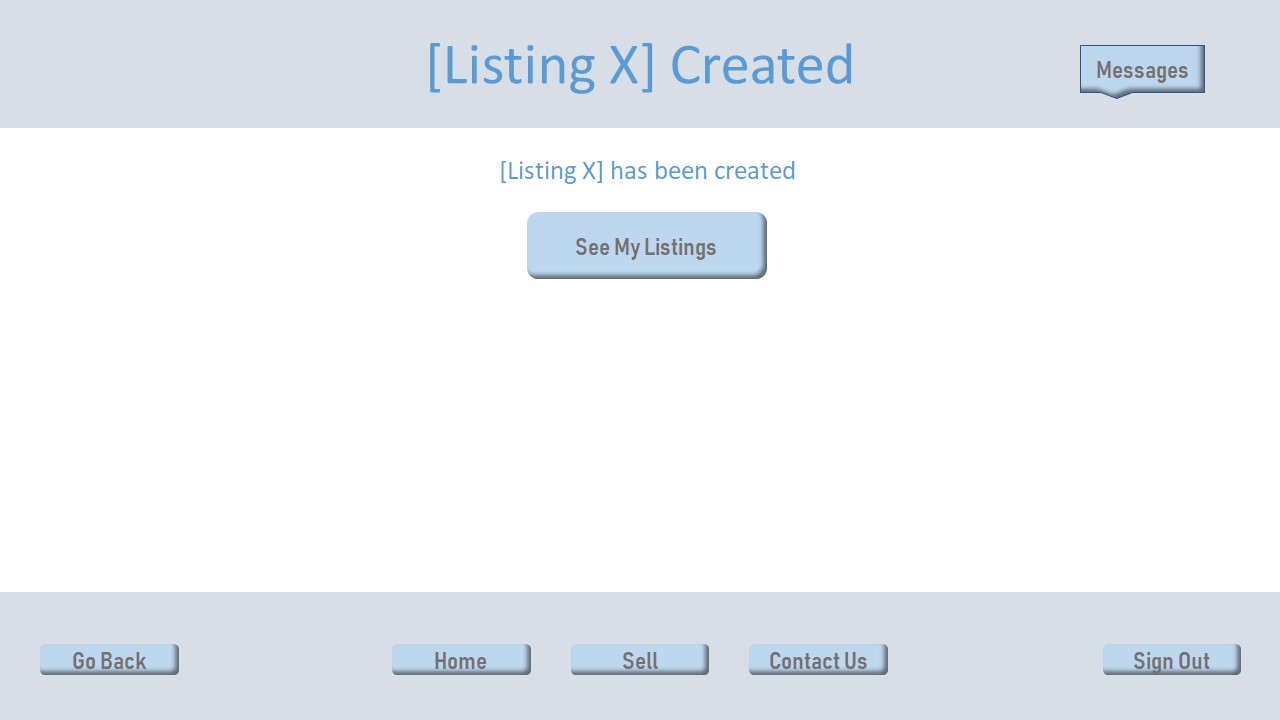 [Listing X] Created
Messages
[Listing X] has been created
See My Listings
Go Back
Home
Sell
Contact Us
Sign Out